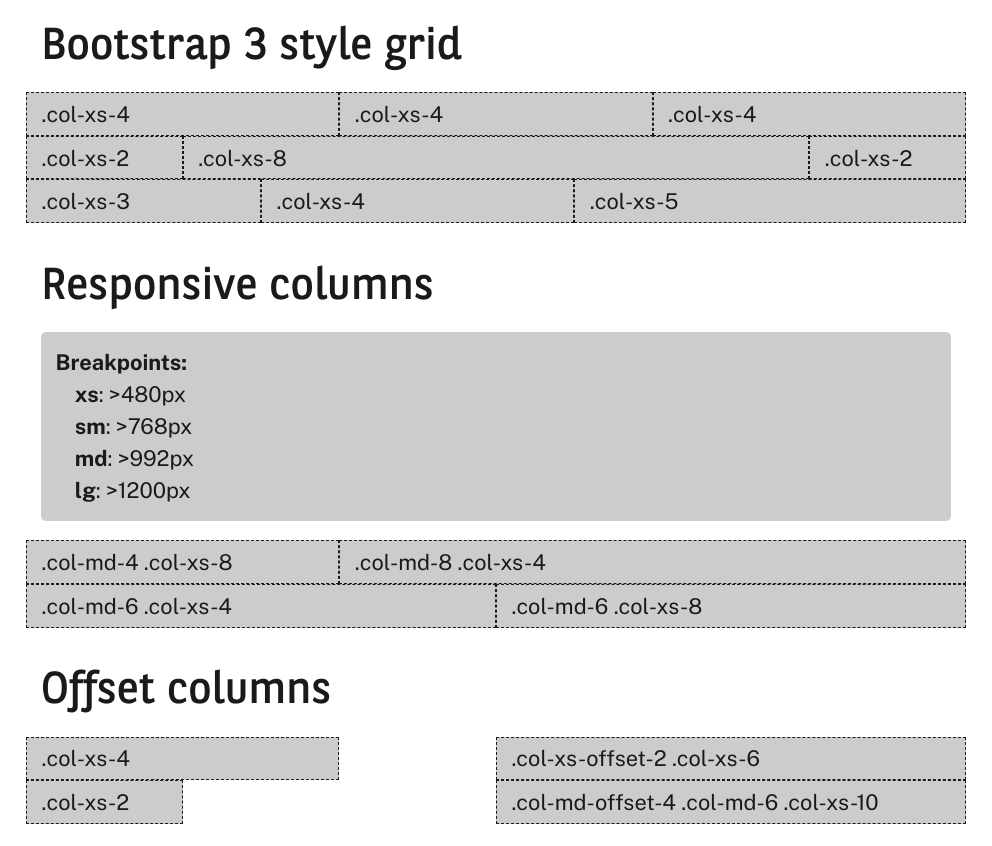 Bootstrap 3 style grid
.col-xs-4 .col-xs-4 .col-xs-4
.col-xs-2 .col-xs-8 .col-xs-2
.col-xs-3 .col-xs-4 .col-xs-5
Responsive columns
Breakpoints:
xs: >480px
sm: >768px
md: >992px
lg: >1200px
.col-md-4 .col-xs-8 .col-md-8 .col-xs-4
.col-md-6 .col-xs-4 .col-md-6 .col-xs-8
Offset columns
.col-xs-4 .col-xs-offset-2 .col-xs-6
.col-xs-2 .col-md-offset-4 .col-md-6 .col-xs-10